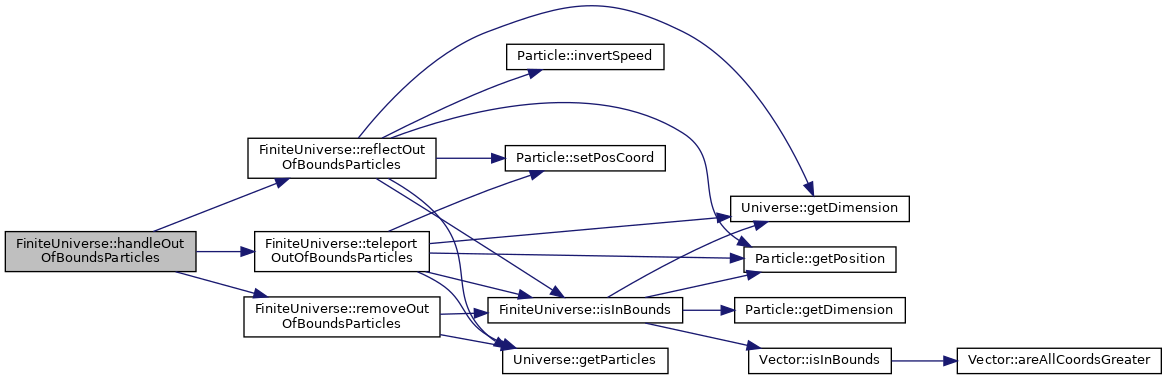 FiniteUniverse::handleOut
OfBoundsParticles
FiniteUniverse::reflectOut
OfBoundsParticles
FiniteUniverse::teleport
OutOfBoundsParticles
FiniteUniverse::removeOut
OfBoundsParticles
Particle::invertSpeed
Particle::setPosCoord
FiniteUniverse::isInBounds
Universe::getParticles
Universe::getDimension
Particle::getPosition
Particle::getDimension
Vector::isInBounds
Vector::areAllCoordsGreater